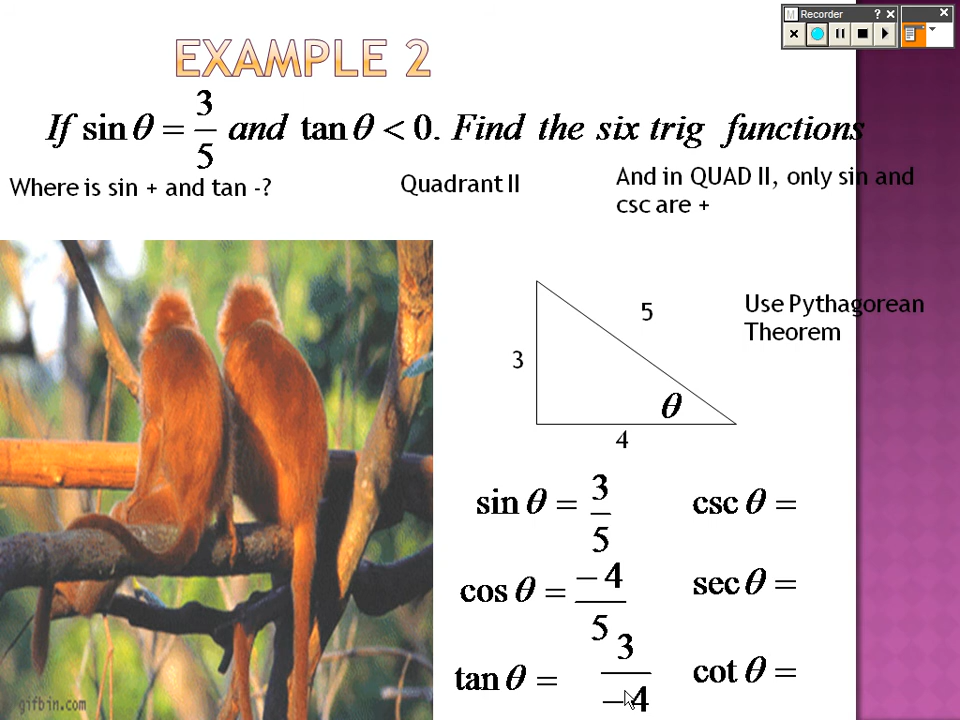 Recorder
EXAMPLE 2
If sin θ = 3/5 and tan θ < 0. Find the six trig functions
Where is sin + and tan -?
Quadrant II
And in QUAD II, only sin and
csc are +
Use Pythagorean
Theorem
5
3
θ
4
sin θ = 3/5
csc θ =
cos θ = -4/5
sec θ =
tan θ = 3/-4
cot θ =
gifbin.com